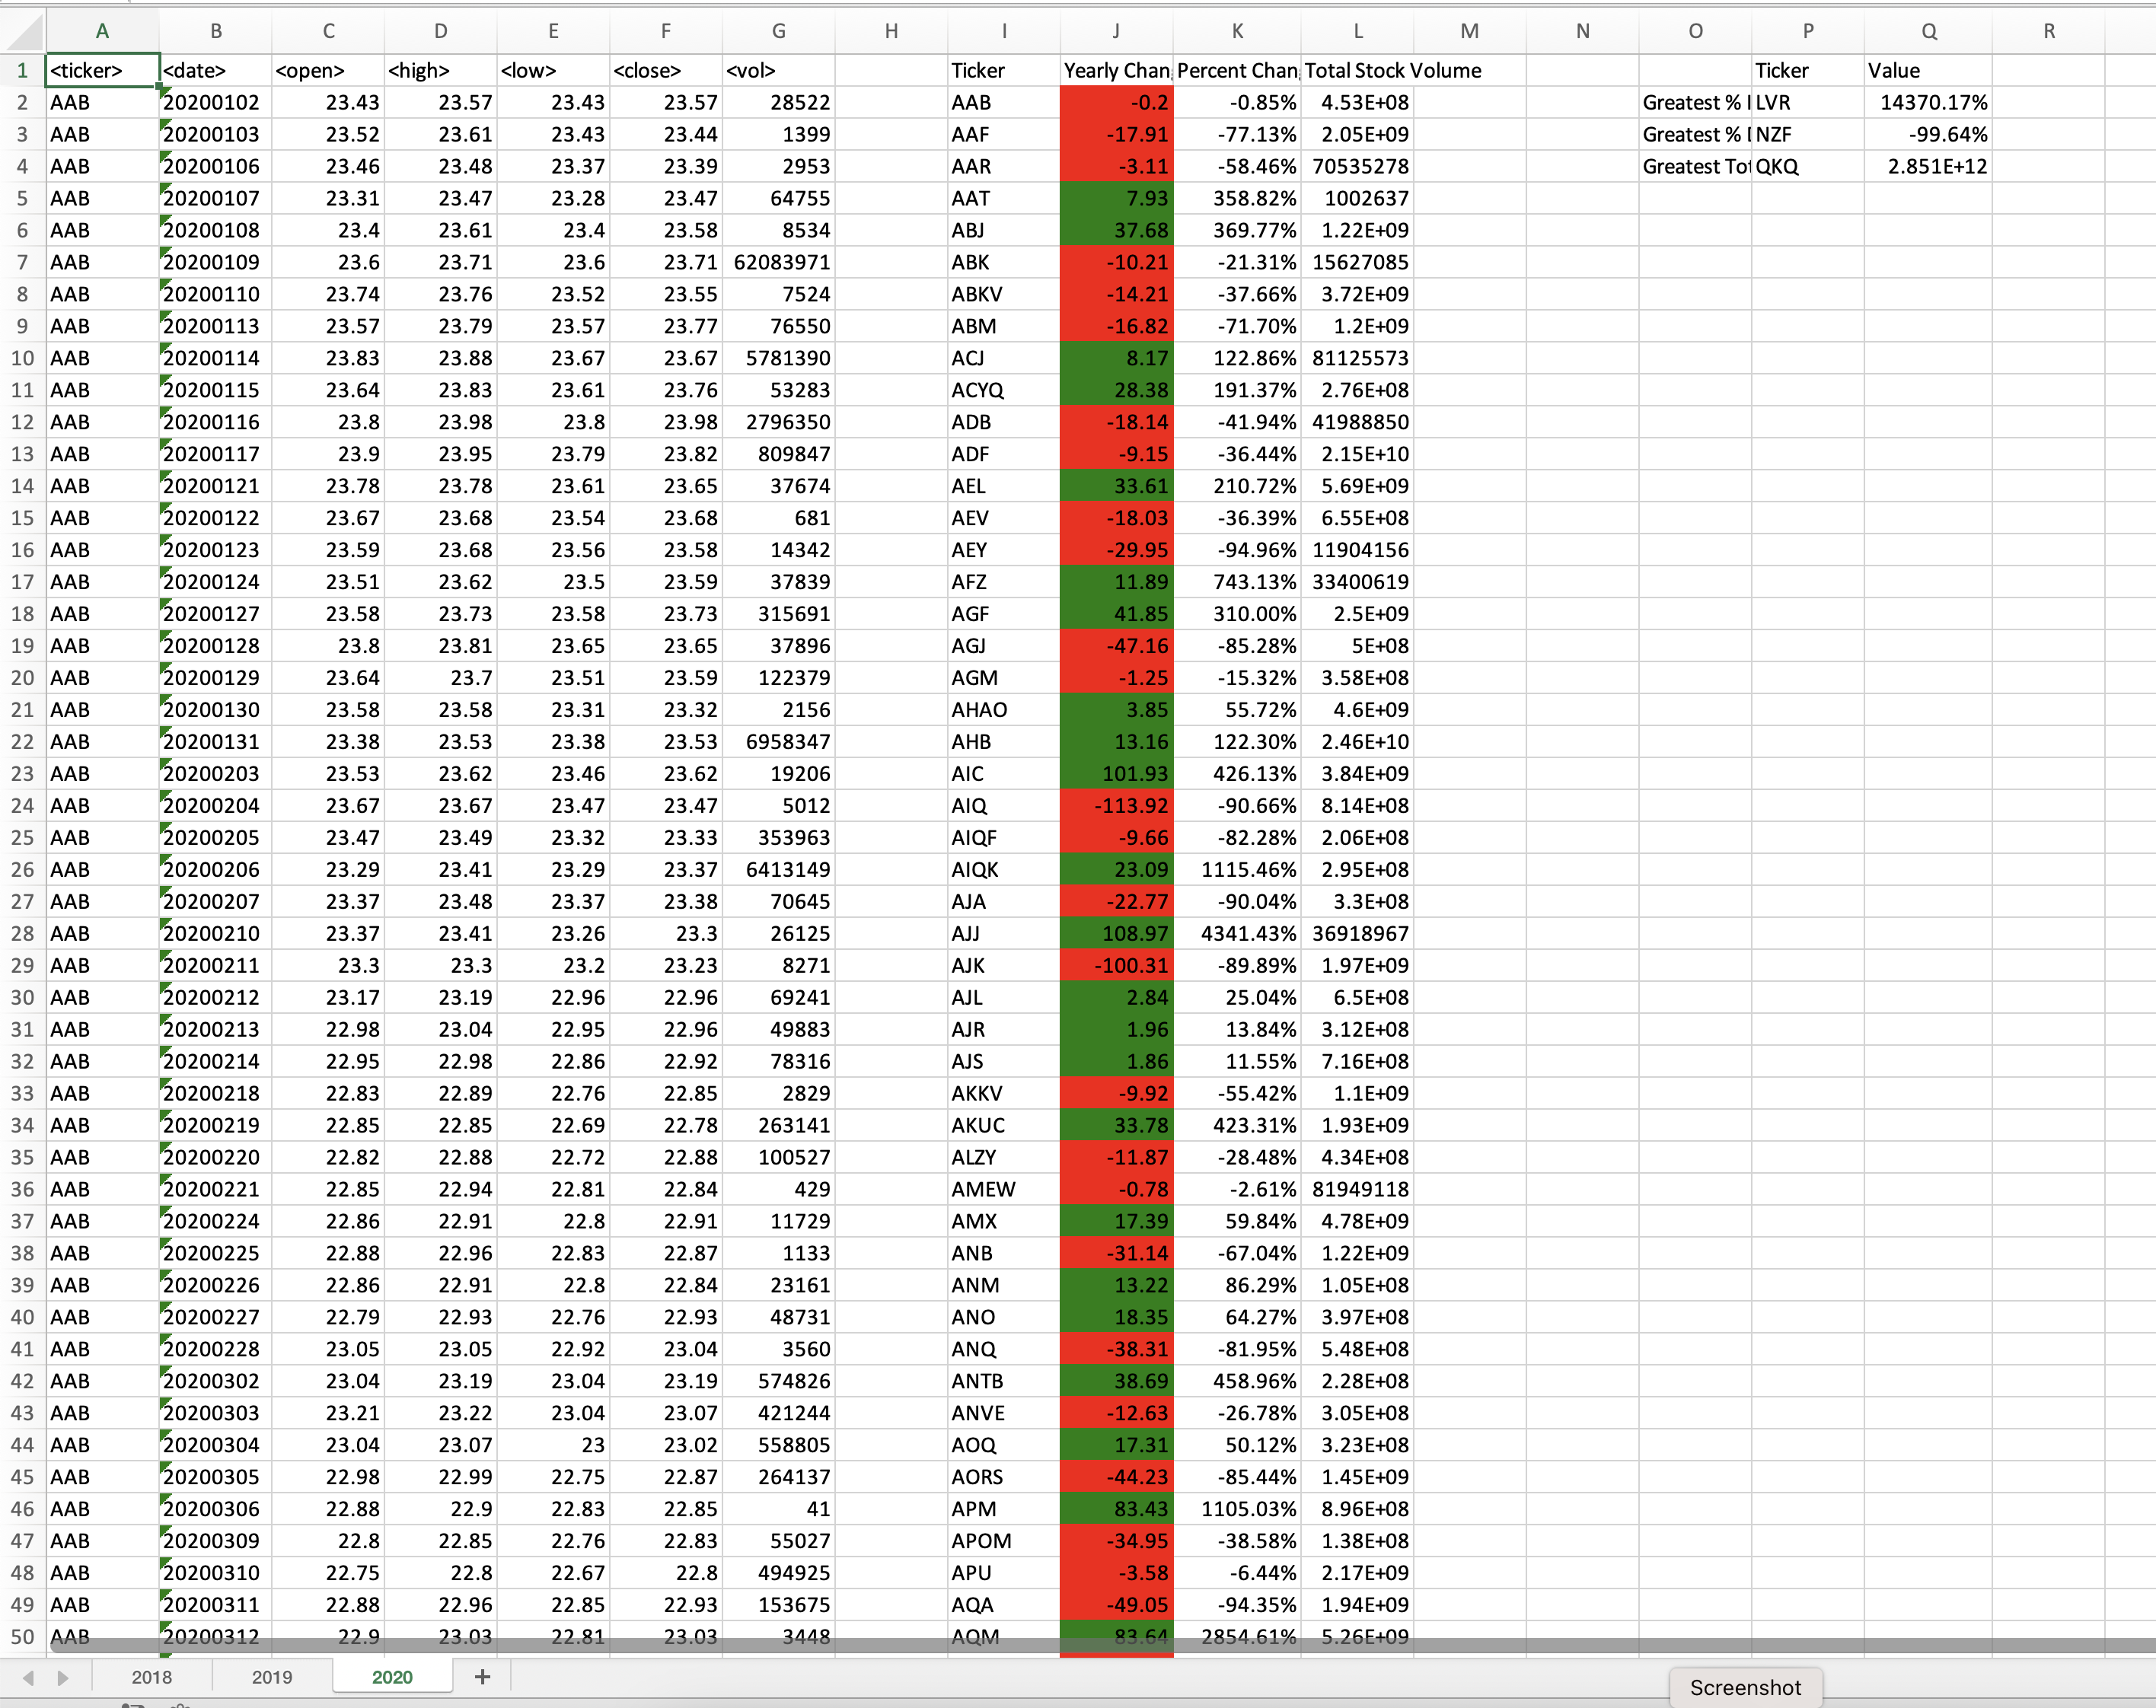 A B C D E F G H I J K L M N O P Q R
1 <ticker> <date> <open> <high> <low> <close> <vol> Ticker Yearly Chan Percent Chan Total Stock Volume Ticker Value
2 AAB 20200102 23.43 23.57 23.43 23.57 28522 AAB -0.2 -0.85% 4.53E+08 Greatest % I LVR 14370.17%
3 AAB 20200103 23.52 23.61 23.43 23.44 1399 AAF -17.91 -77.13% 2.05E+09 Greatest % NZF -99.64%
4 AAB 20200106 23.46 23.48 23.37 23.39 2953 AAR -3.11 -58.46% 70535278 Greatest Tot QKQ 2.851E+12
5 AAB 20200107 23.31 23.47 23.28 23.47 64755 AAT 7.93 358.82% 1002637
6 AAB 20200108 23.4 23.61 23.4 23.58 8534 ABJ 37.68 369.77% 1.22E+09
7 AAB 20200109 23.6 23.71 23.6 23.71 62083971 ABK -10.21 -21.31% 15627085
8 AAB 20200110 23.74 23.76 23.52 23.55 7524 ABKV -14.21 -37.66% 3.72E+09
9 AAB 20200113 23.57 23.79 23.57 23.77 76550 ABM -16.82 -71.70% 1.2E+09
10 AAB 20200114 23.83 23.88 23.67 23.67 5781390 ACJ 8.17 122.86% 81125573
11 AAB 20200115 23.64 23.83 23.61 23.76 53283 ACYQ 28.38 191.37% 2.76E+08
12 AAB 20200116 23.8 23.98 23.8 23.98 2796350 ADB -18.14 -41.94% 41988850
13 AAB 20200117 23.9 23.95 23.79 23.82 809847 ADF -9.15 -36.44% 2.15E+10
14 AAB 20200121 23.78 23.78 23.61 23.65 37674 AEL 33.61 210.72% 5.69E+09
15 AAB 20200122 23.67 23.68 23.54 23.68 681 AEV -18.03 -36.39% 6.55E+08
16 AAB 20200123 23.59 23.68 23.56 23.58 14342 AEY -29.95 -94.96% 11904156
17 AAB 20200124 23.51 23.62 23.5 23.59 37839 AFZ 11.89 743.13% 33400619
18 AAB 20200127 23.58 23.73 23.58 23.73 315691 AGF 41.85 310.00% 2.5E+09
19 AAB 20200128 23.8 23.81 23.65 23.65 37896 AGJ -47.16 -85.28% 5E+08
20 AAB 20200129 23.64 23.7 23.51 23.59 122379 AGM -1.25 -15.32% 3.58E+08
21 AAB 20200130 23.58 23.58 23.31 23.32 2156 AHAO 3.85 55.72% 4.6E+09
22 AAB 20200131 23.38 23.53 23.38 23.53 6958347 AHB 13.16 122.30% 2.46E+10
23 AAB 20200203 23.53 23.62 23.46 23.62 19206 AIC 101.93 426.13% 3.84E+09
24 AAB 20200204 23.67 23.67 23.47 23.47 5012 AIQ -113.92 -90.66% 8.14E+08
25 AAB 20200205 23.47 23.49 23.32 23.33 353963 AIQF -9.66 -82.28% 2.06E+08
26 AAB 20200206 23.29 23.41 23.29 23.37 6413149 AIQK 23.09 1115.46% 2.95E+08
27 AAB 20200207 23.37 23.48 23.37 23.38 70645 AJA -22.77 -90.04% 3.3E+08
28 AAB 20200210 23.37 23.41 23.26 23.3 26125 AJJ 108.97 4341.43% 36918967
29 AAB 20200211 23.3 23.3 23.2 23.23 8271 AJK -100.31 -89.89% 1.97E+09
30 AAB 20200212 23.17 23.19 22.96 22.96 69241 AJL 2.84 25.04% 6.5E+08
31 AAB 20200213 22.98 23.04 22.95 22.96 49883 AJR 1.96 13.84% 3.12E+08
32 AAB 20200214 22.95 22.98 22.86 22.92 78316 AJS 1.86 11.55% 7.16E+08
33 AAB 20200218 22.83 22.89 22.76 22.85 2829 AKKV -9.92 -55.42% 1.1E+09
34 AAB 20200219 22.85 22.85 22.69 22.78 263141 AKUC 33.78 423.31% 1.93E+09
35 AAB 20200220 22.82 22.88 22.72 22.88 100527 ALZY -11.87 -28.48% 4.34E+08
36 AAB 20200221 22.85 22.94 22.81 22.84 429 AMEW -0.78 -2.61% 81949118
37 AAB 20200224 22.86 22.91 22.8 22.91 11729 AMX 17.39 59.84% 4.78E+09
38 AAB 20200225 22.88 22.96 22.83 22.87 1133 ANB -31.14 -67.04% 1.22E+09
39 AAB 20200226 22.86 22.91 22.8 22.84 23161 ANM 13.22 86.29% 1.05E+08
40 AAB 20200227 22.79 22.93 22.76 22.93 48731 ANO 18.35 64.27% 3.97E+08
41 AAB 20200228 23.05 23.05 22.92 23.04 3560 ANQ -38.31 -81.95% 5.48E+08
42 AAB 20200302 23.04 23.19 23.04 23.19 574826 ANTB 38.69 458.96% 2.28E+08
43 AAB 20200303 23.21 23.22 23.04 23.07 421244 ANVE -12.63 -26.78% 3.05E+08
44 AAB 20200304 23.04 23.07 23 23.02 558805 AOQ 17.31 50.12% 3.23E+08
45 AAB 20200305 22.98 22.99 22.75 22.87 264137 AORS -44.23 -85.44% 1.45E+09
46 AAB 20200306 22.88 22.9 22.83 22.85 41 APM 83.43 1105.03% 8.96E+08
47 AAB 20200309 22.8 22.85 22.76 22.83 55027 APOM -34.95 -38.58% 1.38E+08
48 AAB 20200310 22.75 22.8 22.67 22.8 494925 APU -3.58 -6.44% 2.17E+09
49 AAB 20200311 22.88 22.96 22.85 22.93 153675 AQA -49.05 -94.35% 1.94E+09
50 AAB 20200312 22.9 23.03 22.81 23.03 3448 AQM 83.64 2854.61% 5.26E+09
2018 2019 2020 +
Screenshot